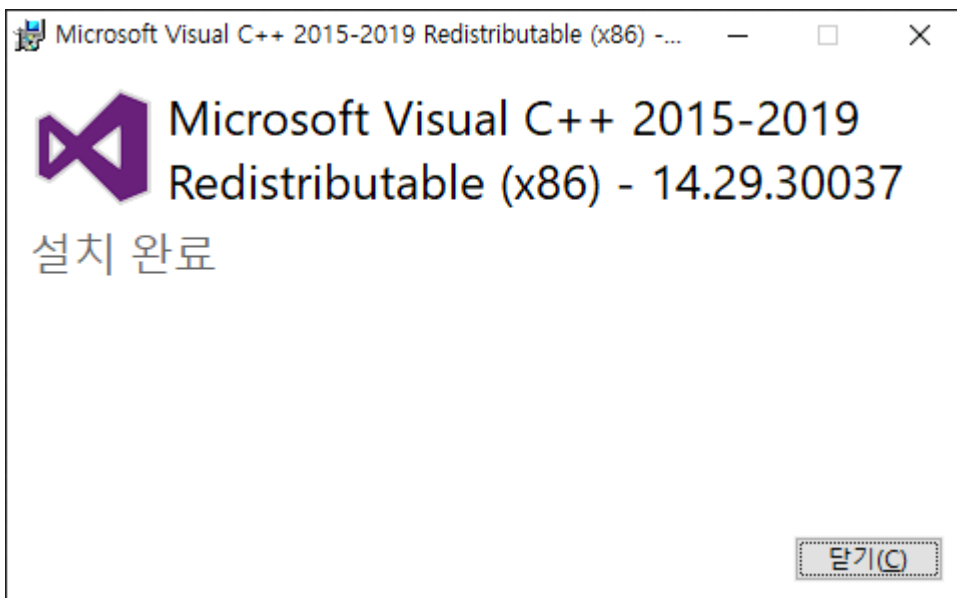 Microsoft Visual C++ 2015-2019 Redistributable (x86) -...
Microsoft Visual C++ 2015-2019
Redistributable (x86) - 14.29.30037
설치 완료
닫기(C)